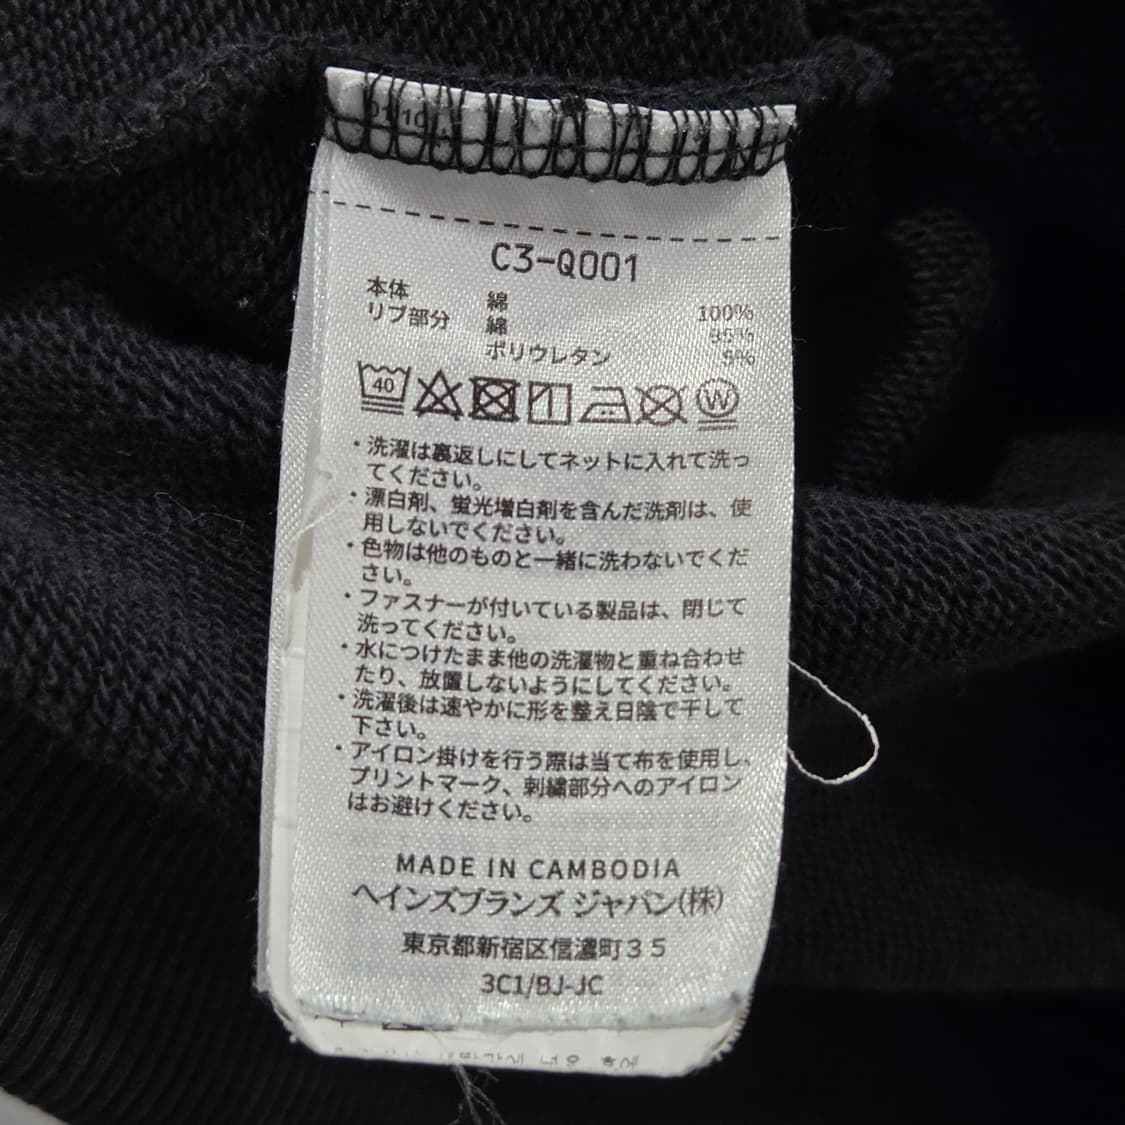 C3-Q001
本体 綿 100%
リブ部分 綿 95%
ポリウレタン 5%
40
W
・洗濯は裏返しにしてネットに入れて洗っ
てください。
・漂白剤、蛍光増白剤を含んだ洗剤は、使
用しないでください。
・色物は他のものと一緒に洗わないでくだ
さい。
・ファスナーが付いている製品は、閉じて
洗ってください。
・水につけたまま他の洗濯物と重ね合わせ
たり、放置しないようにしてください。
・洗濯後は速やかに形を整え日陰で干して
下さい。
・アイロン掛けを行う際は当て布を使用し、
プリントマーク、刺繍部分へのアイロン
はお避けください。
MADE IN CAMBODIA
ヘインズブランズ ジャパン(株)
東京都新宿区信濃町35
3C1/BJ-JC